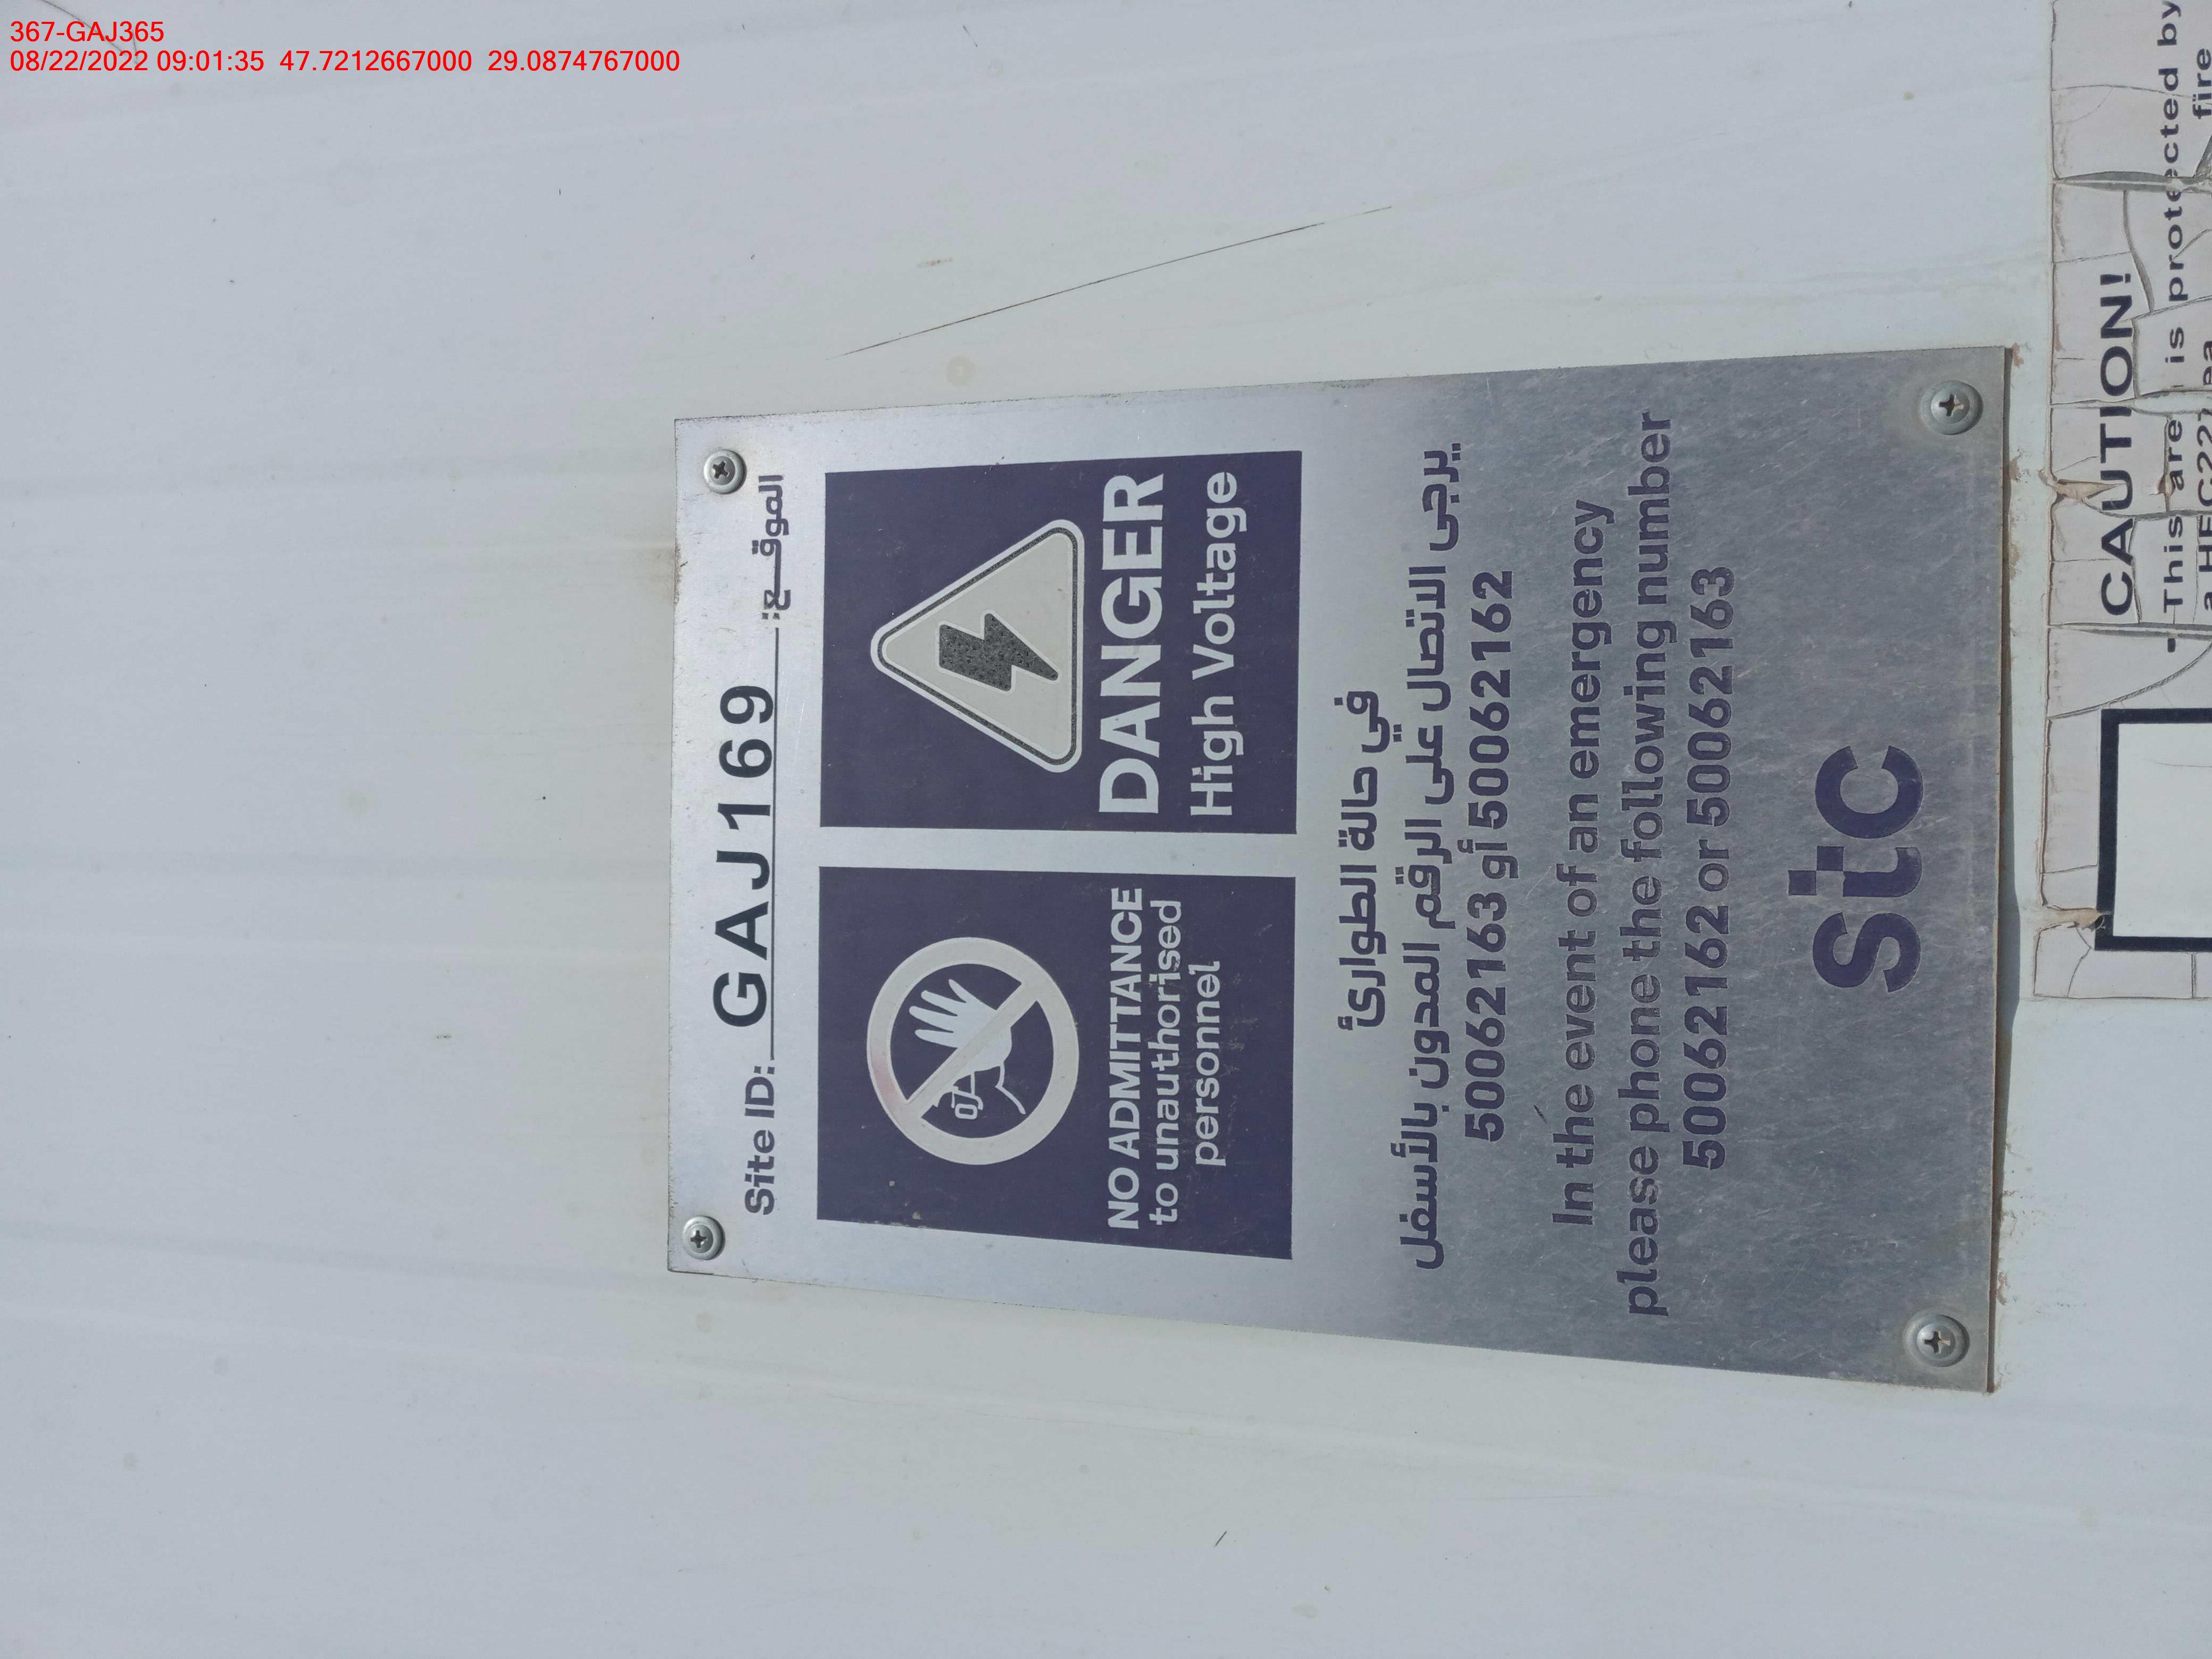 367-GAJ365
08/22/2022 09:01:35 47.7212667000 29.0874767000
Site ID: GAJ169 الموقع:
NO ADMITTANCE
to unauthorised
personnel
DANGER
High Voltage
في حالة الطوارئ
يرجى الاتصال على الرقم المدون بالأسفل
50062163 أو 50062162
In the event of an emergency
please phone the following number
50062162 or 50062163
stc
CAUTION!
This is protected by
fire